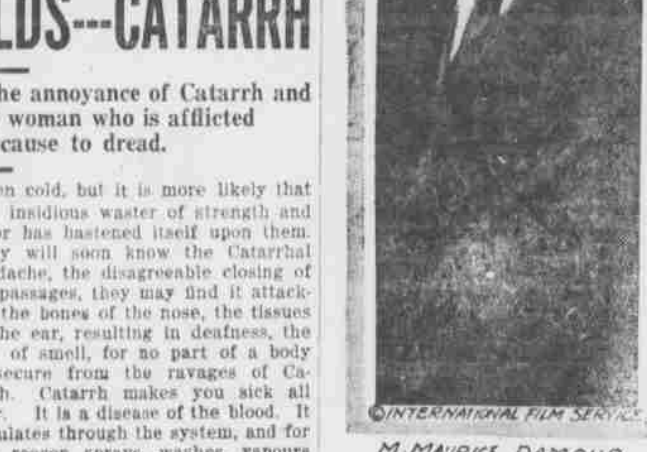 LDS---CATARRH
he annoyance of Catarrh and
woman who is afflicted
cause to dread.
en cold, but it is more likely that
insidious waster of strength and
or has hastened itself upon them.
y will soon know the Catarrhal
dache, the disagreeable closing of
passages, they may find it attack-
the bones of the nose, the tissues
he ear, resulting in deafness, the
of smell, for no part of a body
secure from the ravages of Ca-
h. Catarrh makes you sick all
r. It is a disease of the blood. It
ulates through the system, and for
©INTERNATIONAL FILM SERVICE
M. MAURICE DAMOUR